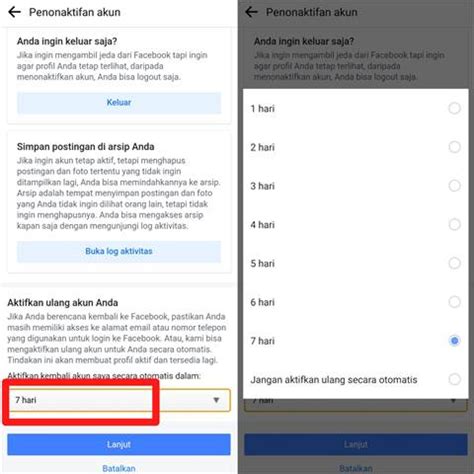 Penonaktifan akun
Anda ingin keluar saja?
Jika ingin mengambil jeda dari Facebook tapi ingin
agar profil Anda tetap terlihat, daripada
menonaktifkan akun, Anda bisa logout saja.
Keluar
Simpan postingan di arsip Anda
Jika ingin akun tetap aktif, tetapi menghapus
postingan dan foto tertentu yang tidak ingin
ditampilkan lagi, Anda bisa memindahkannya ke arsip.
Arsip adalah tempat menyimpan postingan dan foto
yang Anda tidak ingin dilihat orang lain, tetapi tidak
ingin menghapusnya. Anda bisa mengakses arsip
kapan saja dengan mengunjungi log aktivitas.
Buka log aktivitas
Aktifkan ulang akun Anda
Jika Anda berencana kembali ke Facebook, pastikan Anda
masih memiliki akses ke alamat email atau nomor telepon
yang digunakan untuk login ke Facebook. Atau, kami bisa
mengaktifkan ulang akun untuk Anda secara otomatis.
Tindakan ini akan membuat profil aktif dan tersedia lagi.
Aktifkan kembali akun saya secara otomatis dalam:
7 hari
Lanjut
Batalkan
Penonaktifan akun
Anda ingin keluar saja?
Jika ingin mengambil jeda dari Facebook tapi ingin
agar profil Anda tetap terlihat, daripada
menonaktifkan akun, Anda bisa logout saja.
1 hari
2 hari
3 hari
4 hari
5 hari
6 hari
7 hari
Jangan aktifkan ulang secara otomatis
7 hari
Lanjut
Batalkan